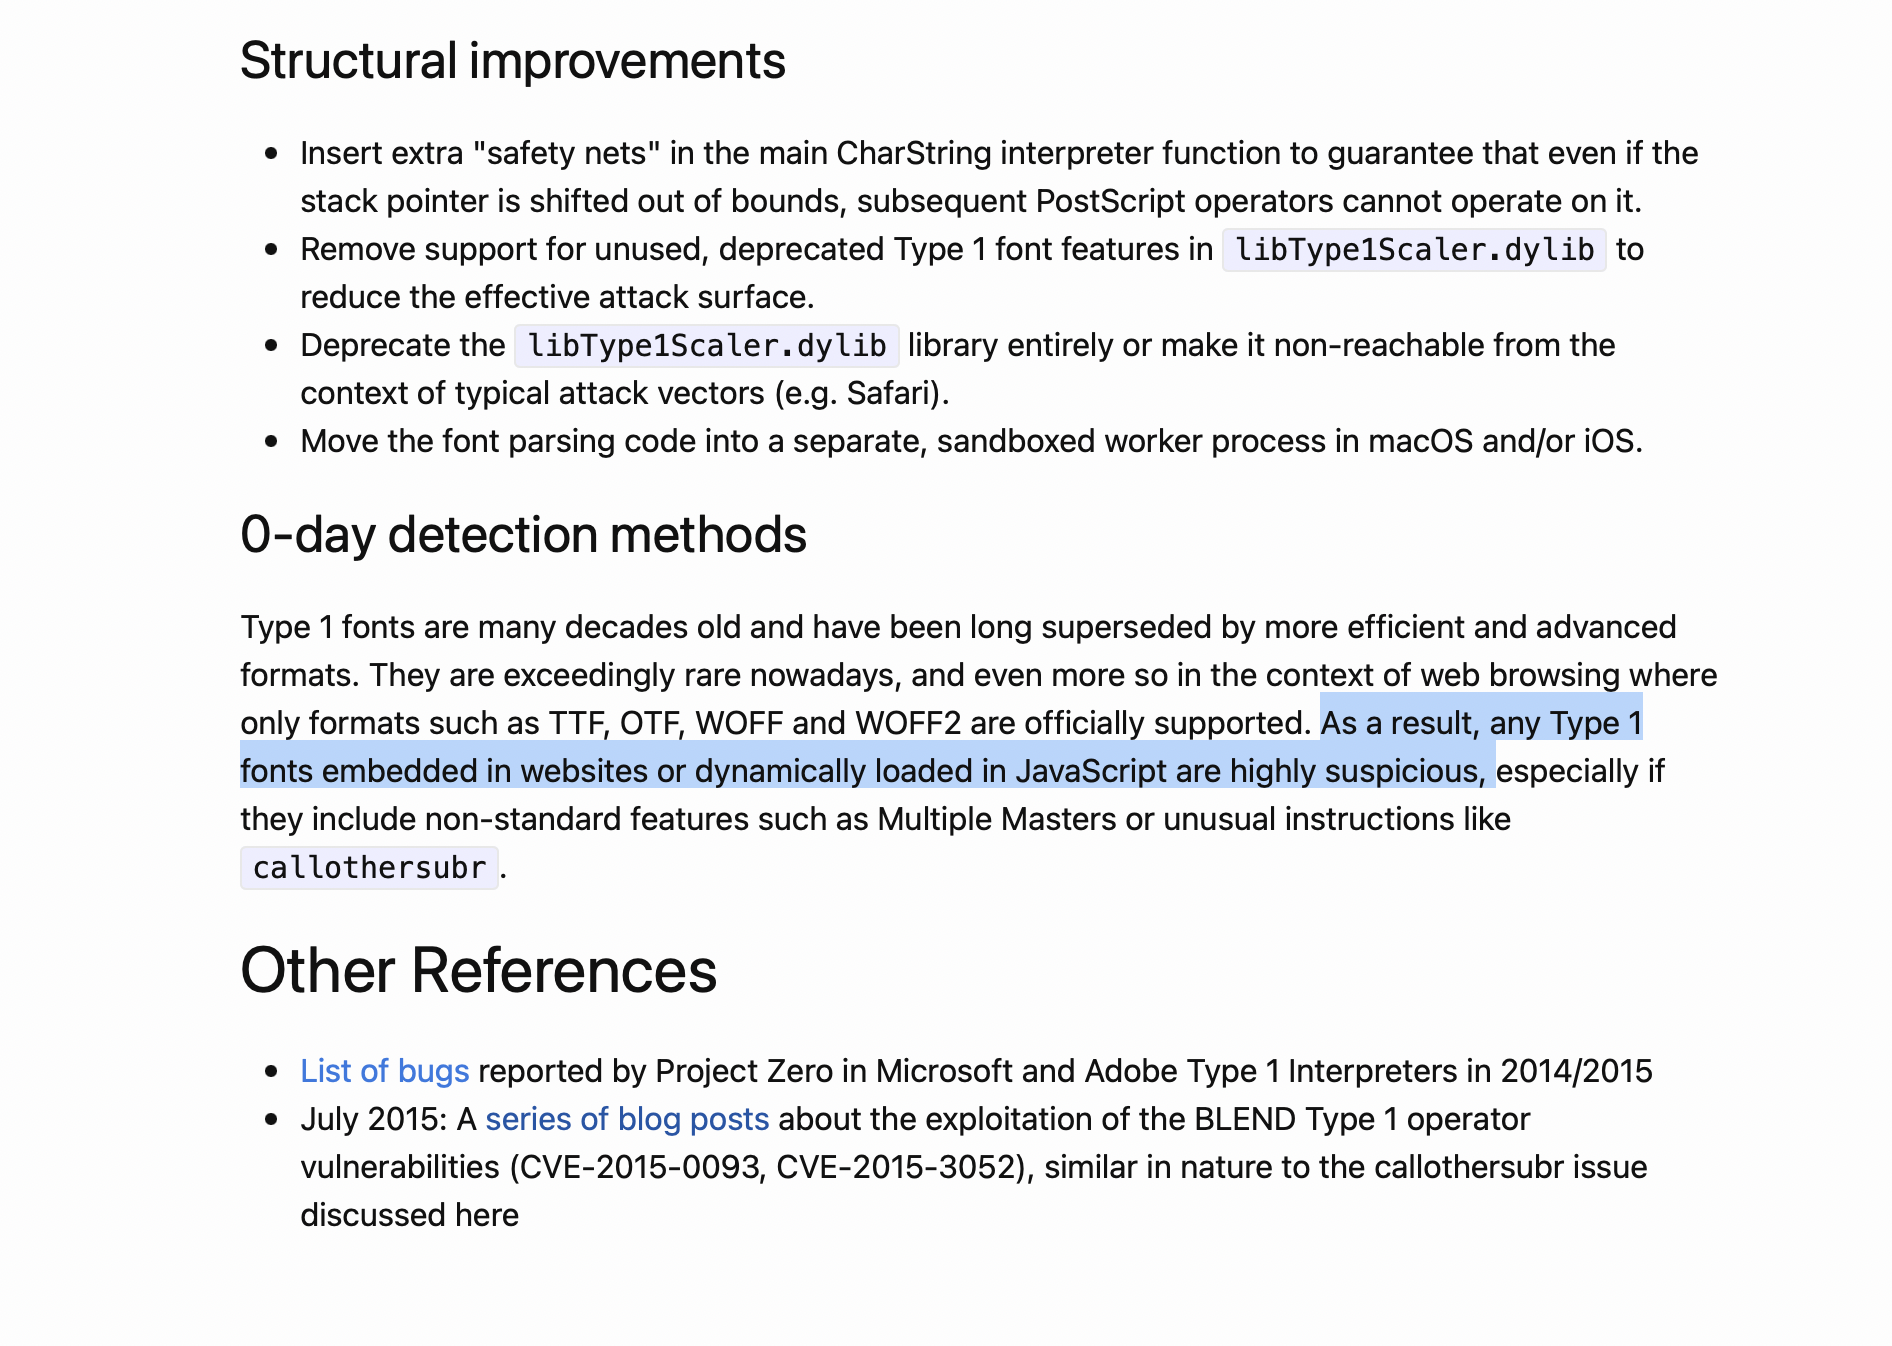 Structural improvements
• Insert extra "safety nets" in the main CharString interpreter function to guarantee that even if the
stack pointer is shifted out of bounds, subsequent PostScript operators cannot operate on it.
• Remove support for unused, deprecated Type 1 font features in libType1Scaler.dylib to
reduce the effective attack surface.
• Deprecate the libType1Scaler.dylib library entirely or make it non-reachable from the
context of typical attack vectors (e.g. Safari).
• Move the font parsing code into a separate, sandboxed worker process in macOS and/or iOS.
0-day detection methods
Type 1 fonts are many decades old and have been long superseded by more efficient and advanced
formats. They are exceedingly rare nowadays, and even more so in the context of web browsing where
only formats such as TTF, OTF, WOFF and WOFF2 are officially supported. As a result, any Type 1
fonts embedded in websites or dynamically loaded in JavaScript are highly suspicious, especially if
they include non-standard features such as Multiple Masters or unusual instructions like
callothersubr.
Other References
• List of bugs reported by Project Zero in Microsoft and Adobe Type 1 Interpreters in 2014/2015
• July 2015: A series of blog posts about the exploitation of the BLEND Type 1 operator
vulnerabilities (CVE-2015-0093, CVE-2015-3052), similar in nature to the callothersubr issue
discussed here